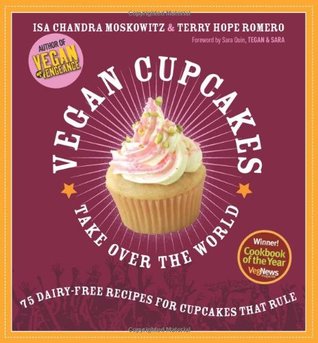 ISA CHANDRA MOSKOWITZ & TERRY HOPE ROMERO
Foreword by Sara Quin, TEGAN & SARA
AUTHOR OF
VEGAN
WITH A
VENGEANCE
VEGAN CUPCAKES
TAKE OVER THE WORLD
Winner!
Cookbook
of the Year
VegNews
75 DAIRY-FREE RECIPES FOR CUPCAKES THAT RULE